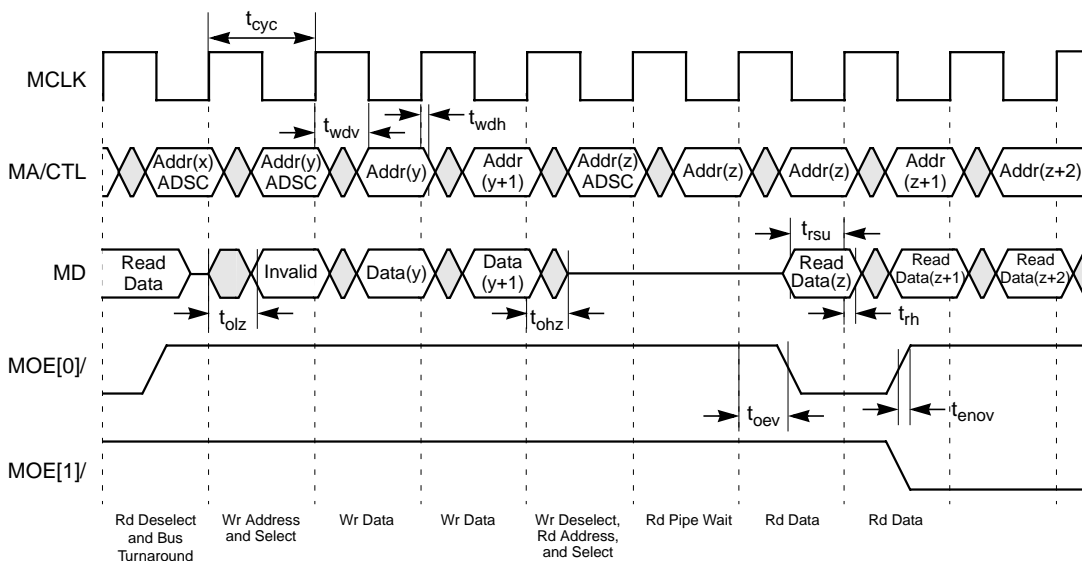 tcyc
MCLK
twdv
twdh
MA/CTL
Addr(x)
ADSC
Addr(y)
ADSC
Addr(y)
Addr
(y+1)
Addr(z)
ADSC
Addr(z)
Addr(z)
Addr
(z+1)
Addr(z+2)
trsu
MD
Read
Data
Invalid
Data(y)
Data
(y+1)
Read
Data(z)
Read
Data(z+1)
Read
Data(z+2)
tolz
tohz
trh
MOE[0]/
toev
tenov
MOE[1]/
Rd Deselect
and Bus
Turnaround
Wr Address
and Select
Wr Data
Wr Data
Wr Deselect,
Rd Address,
and Select
Rd Pipe Wait
Rd Data
Rd Data